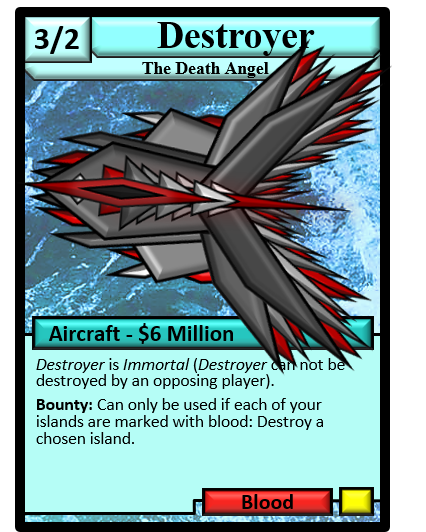 3/2
Destroyer
The Death Angel
Aircraft - $6 Million
Destroyer is Immortal (Destroyer can not be
destroyed by an opposing player).
Bounty: Can only be used if each of your
islands are marked with blood: Destroy a
chosen island.
Blood